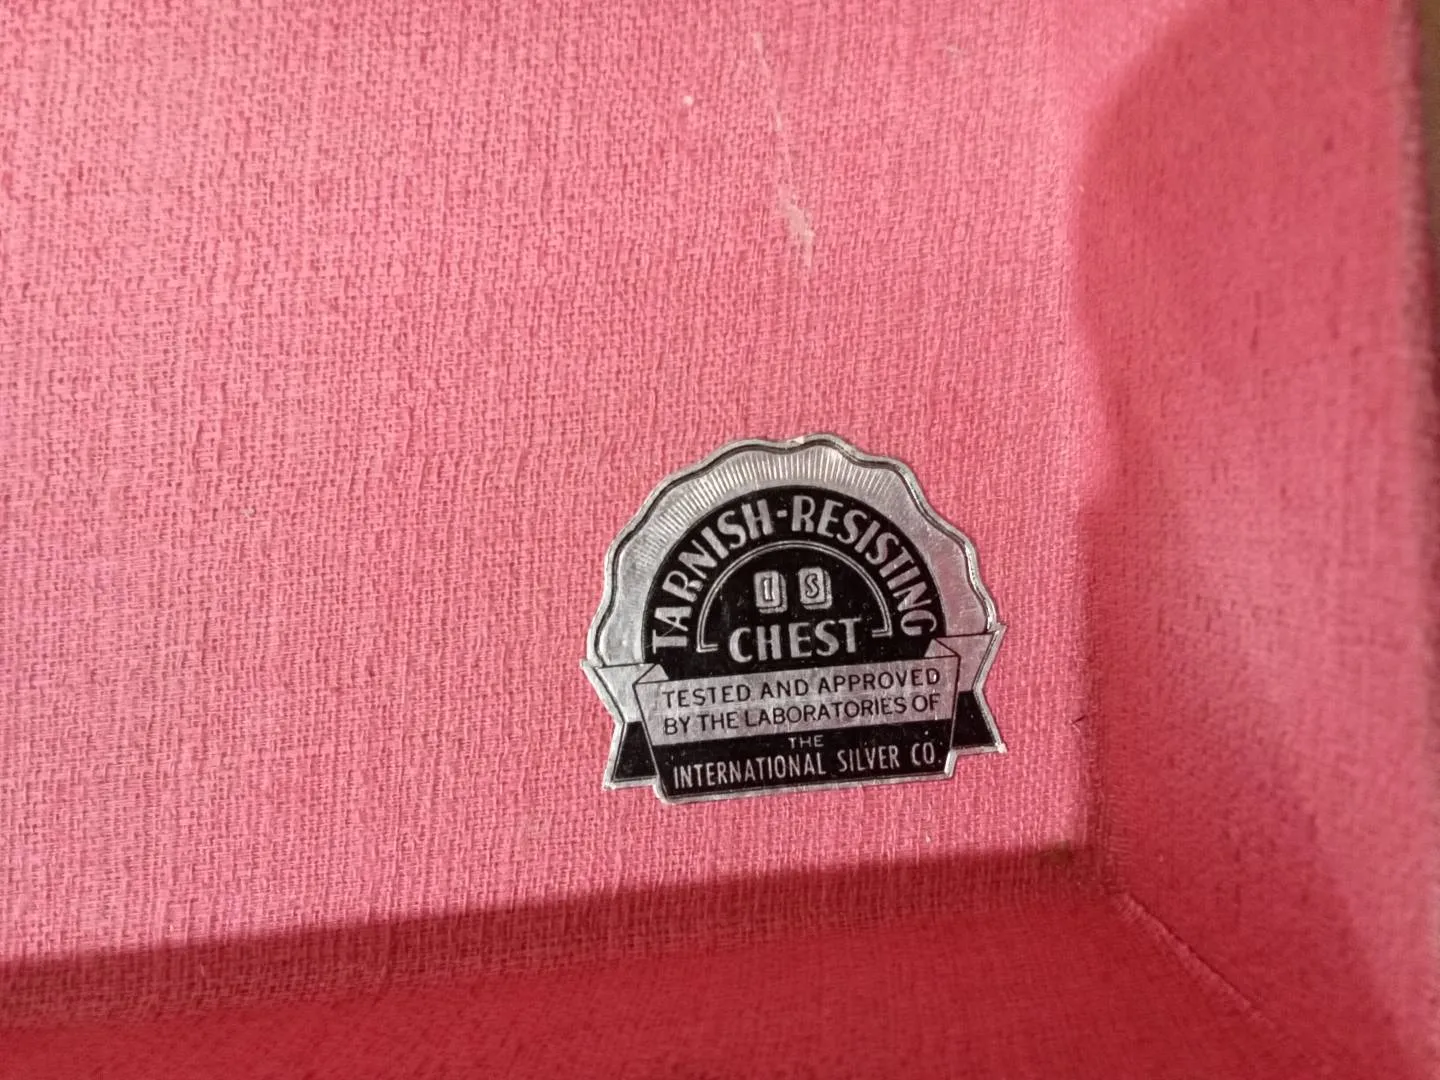 TARNISH-RESISTING
IS
CHEST
TESTED AND APPROVED
BY THE LABORATORIES OF
THE
INTERNATIONAL SILVER CO.